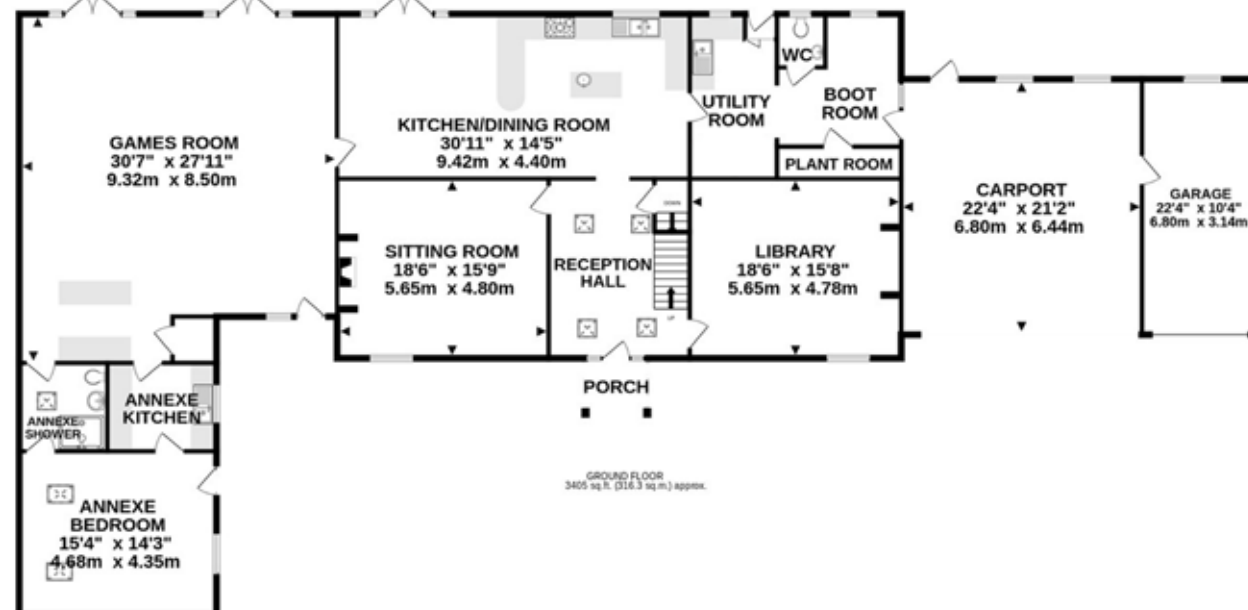 GAMES ROOM
30'7" x 27'11"
9.32m x 8.50m
KITCHEN/DINING ROOM
30'11" x 14'5"
9.42m x 4.40m
UTILITY
ROOM
WC
BOOT
ROOM
PLANT ROOM
CARPORT
22'4" x 21'2"
6.80m x 6.44m
GARAGE
22'4" x 10'4"
6.80m x 3.14m
SITTING ROOM
18'6" x 15'9"
5.65m x 4.80m
RECEPTION
HALL
DOWN
UP
LIBRARY
18'6" x 15'8"
5.65m x 4.78m
PORCH
ANNEXE
SHOWER
ANNEXE
KITCHEN
ANNEXE
BEDROOM
15'4" x 14'3"
4.68m x 4.35m
GROUND FLOOR
3405 sq.ft. (316.3 sq.m.) approx.